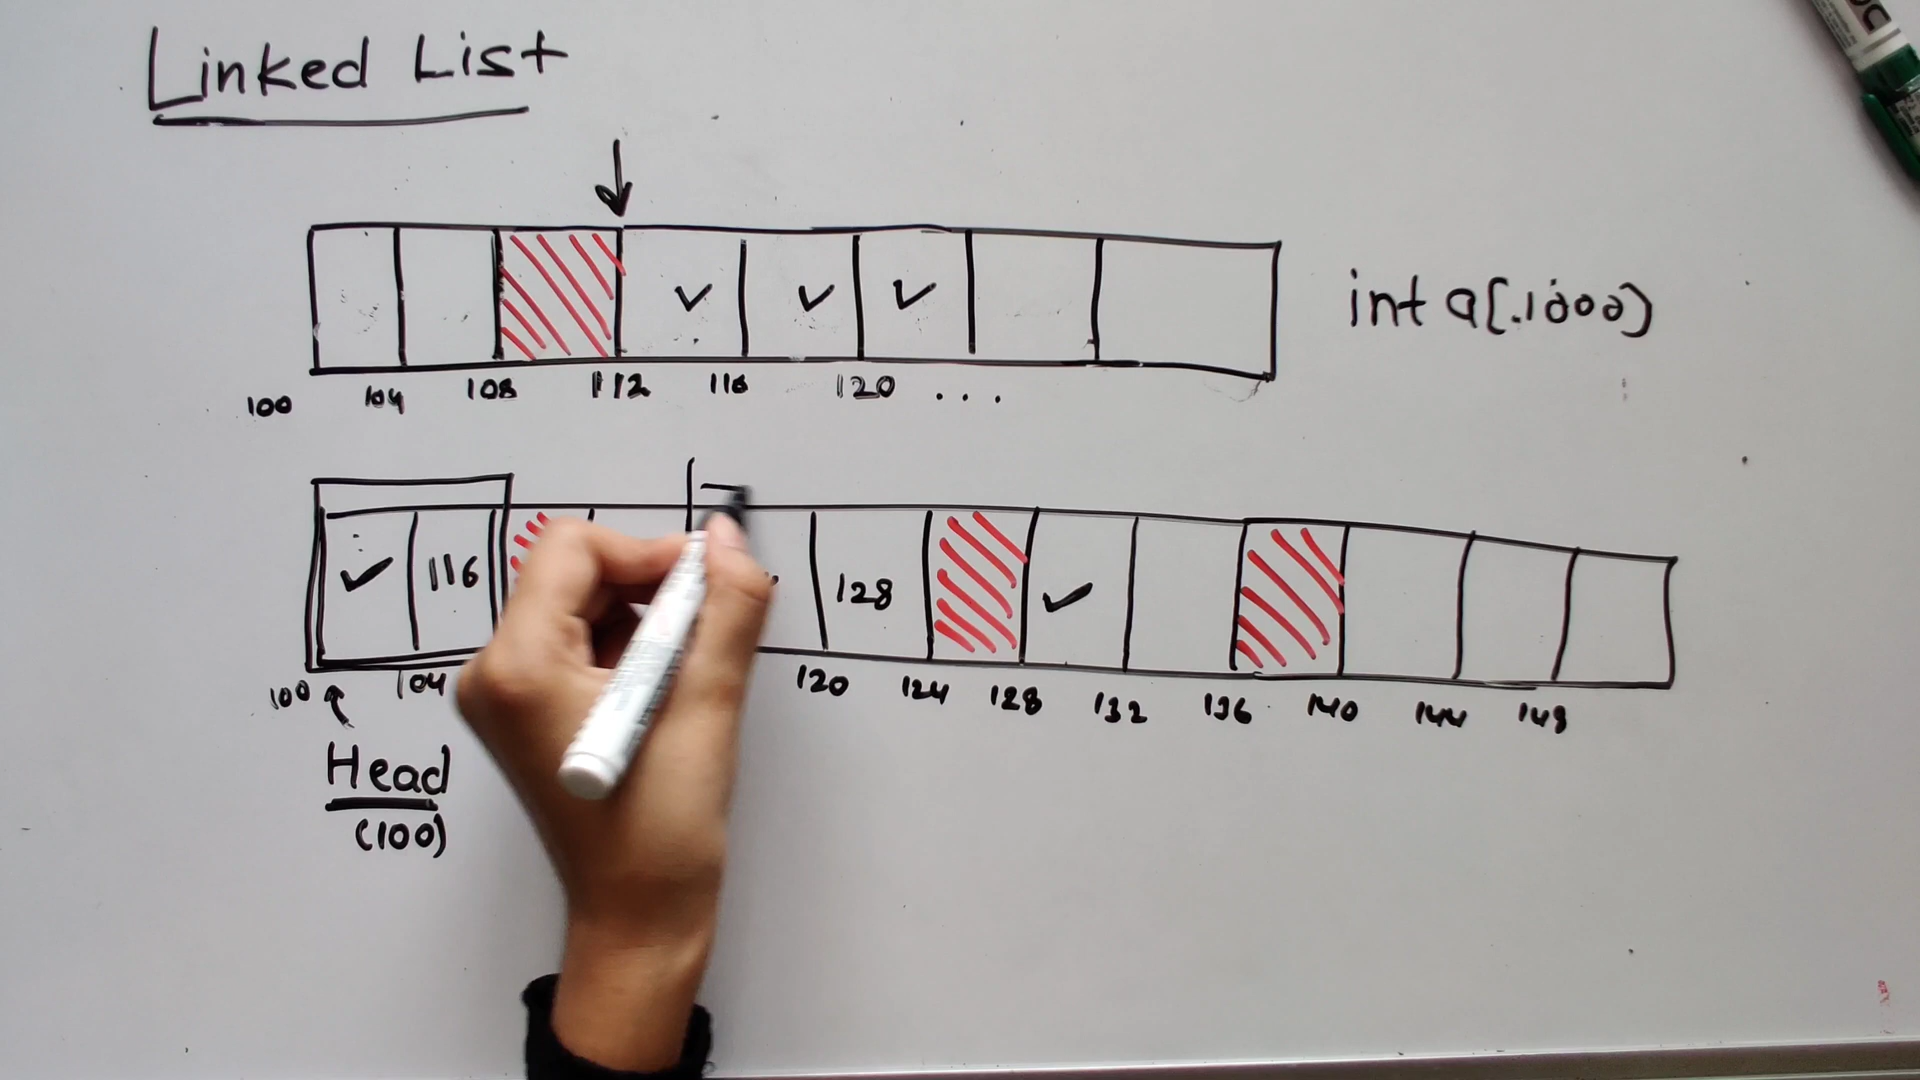 Linked List
int a[.1000]
100 104 108 112 116 120 ...
116 128
100 104 120 124 128 132 136 140 144 148
Head
(100)